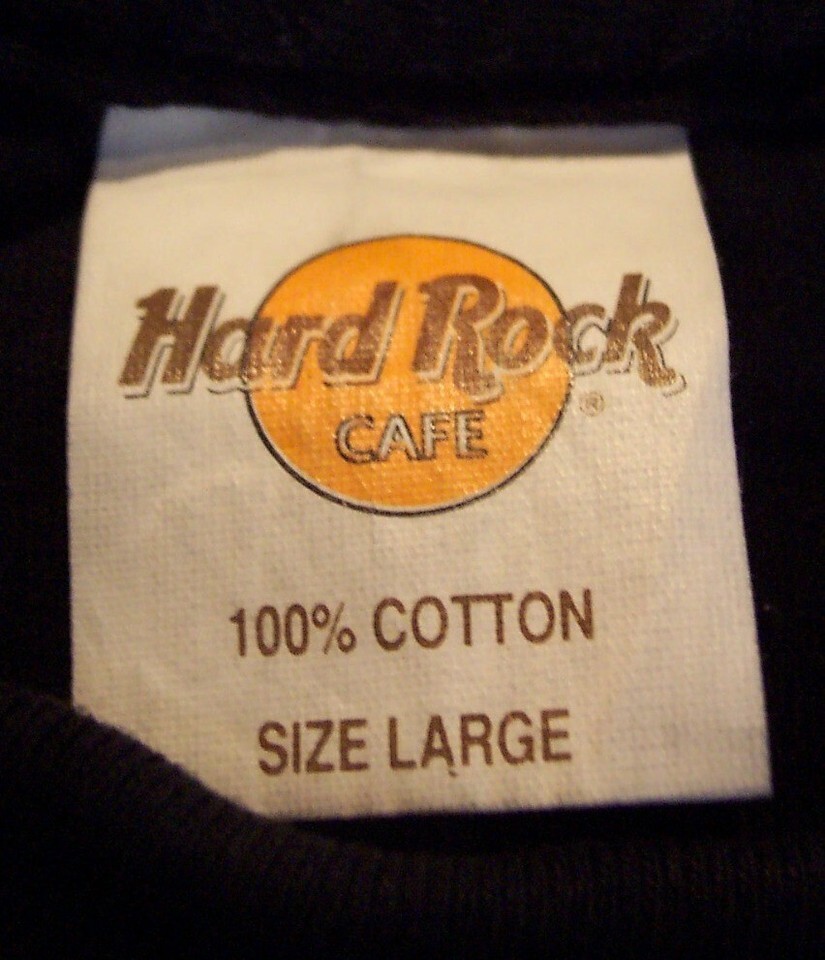 Hard Rock
CAFE
®
100% COTTON
SIZE LARGE